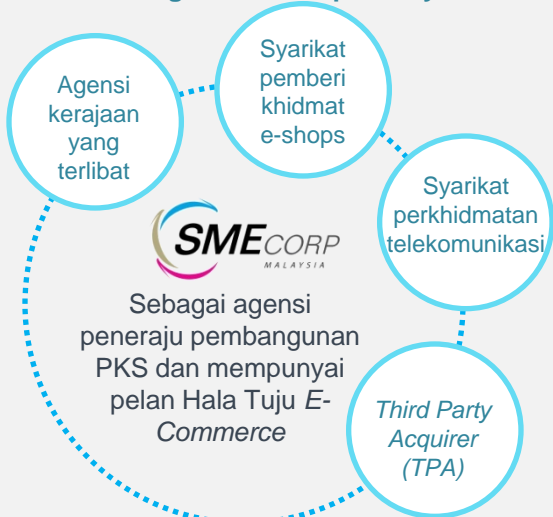 Syarikat
pemberi
khidmat
e-shops
Agensi
kerajaan
yang
terlibat
Syarikat
perkhidmatan
telekomunikasi
SMECORP
MALAYSIA
Sebagai agensi
peneraju pembangunan
PKS dan mempunyai
pelan Hala Tuju E-
Commerce
Third Party
Acquirer
(TPA)